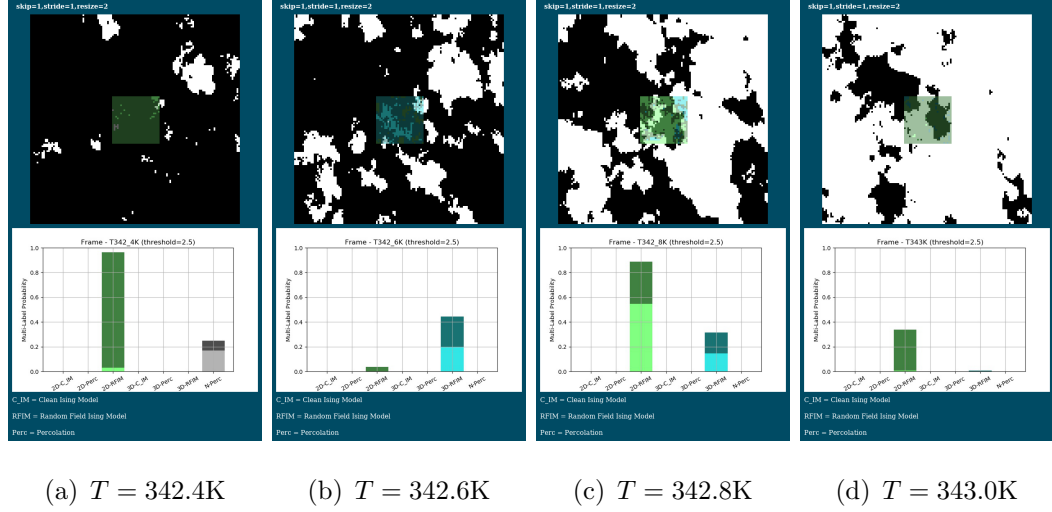 skip=1,stride=1,resize=2
Frame - T342_4K (threshold=2.5)
Multi-Label Probability
1.0
0.8
0.6
0.4
0.2
0.0
2D-C_IM
2D-Perc
2D-RFIM
3D-C_IM
3D-Perc
3D-RFIM
N-Perc
C_IM = Clean Ising Model
RFIM = Random Field Ising Model
Perc = Percolation
(a) T = 342.4K
skip=1,stride=1,resize=2
Frame - T342_6K (threshold=2.5)
Multi-Label Probability
1.0
0.8
0.6
0.4
0.2
0.0
2D-C_IM
2D-Perc
2D-RFIM
3D-C_IM
3D-Perc
3D-RFIM
N-Perc
C_IM = Clean Ising Model
RFIM = Random Field Ising Model
Perc = Percolation
(b) T = 342.6K
skip=1,stride=1,resize=2
Frame - T342_8K (threshold=2.5)
Multi-Label Probability
1.0
0.8
0.6
0.4
0.2
0.0
2D-C_IM
2D-Perc
2D-RFIM
3D-C_IM
3D-Perc
3D-RFIM
N-Perc
C_IM = Clean Ising Model
RFIM = Random Field Ising Model
Perc = Percolation
(c) T = 342.8K
skip=1,stride=1,resize=2
Frame - T343K (threshold=2.5)
Multi-Label Probability
1.0
0.8
0.6
0.4
0.2
0.0
2D-C_IM
2D-Perc
2D-RFIM
3D-C_IM
3D-Perc
3D-RFIM
N-Perc
C_IM = Clean Ising Model
RFIM = Random Field Ising Model
Perc = Percolation
(d) T = 343.0K